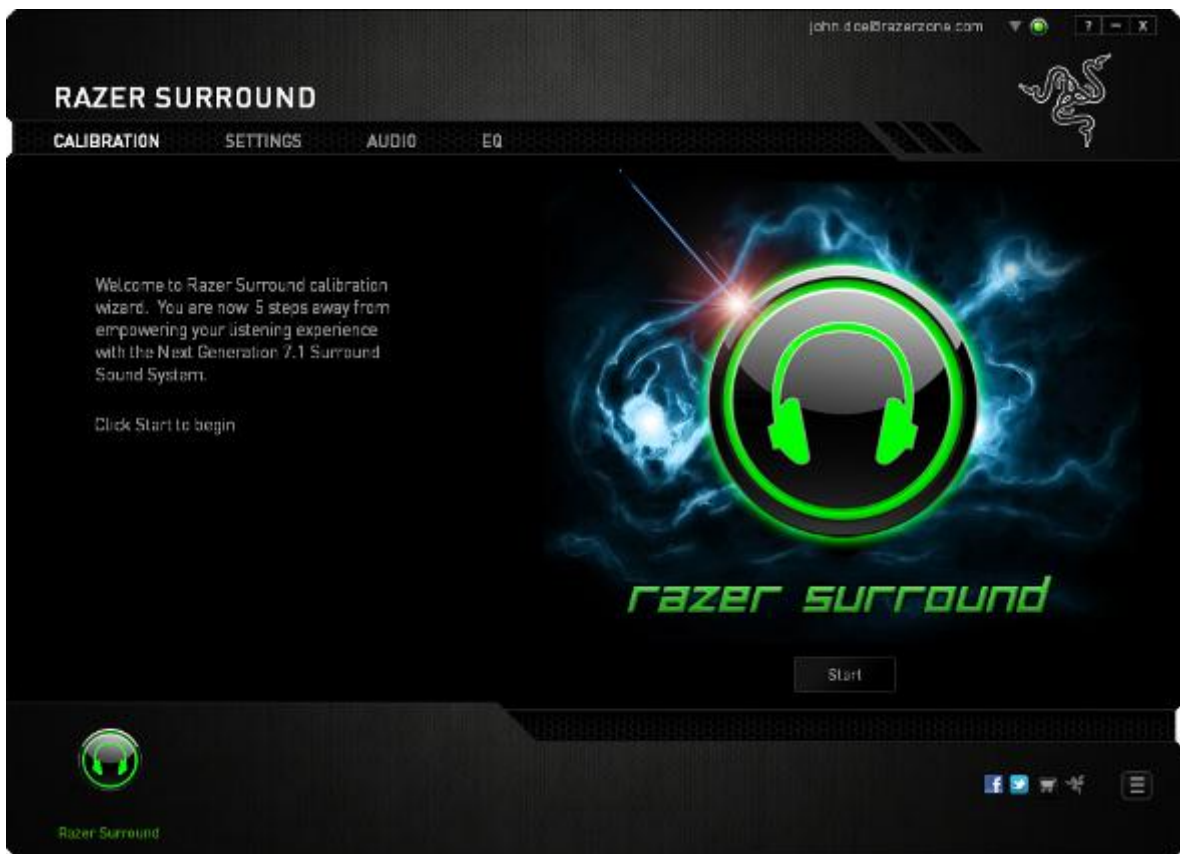 john.doe@razerzone.com
? – X
RAZER SURROUND
CALIBRATION SETTINGS AUDIO EQ
Welcome to Razer Surround calibration
wizard. You are now 5 steps away from
empowering your listening experience
with the Next Generation 7.1 Surround
Sound System.
Click Start to begin
razer surround
Start
Razer Surround